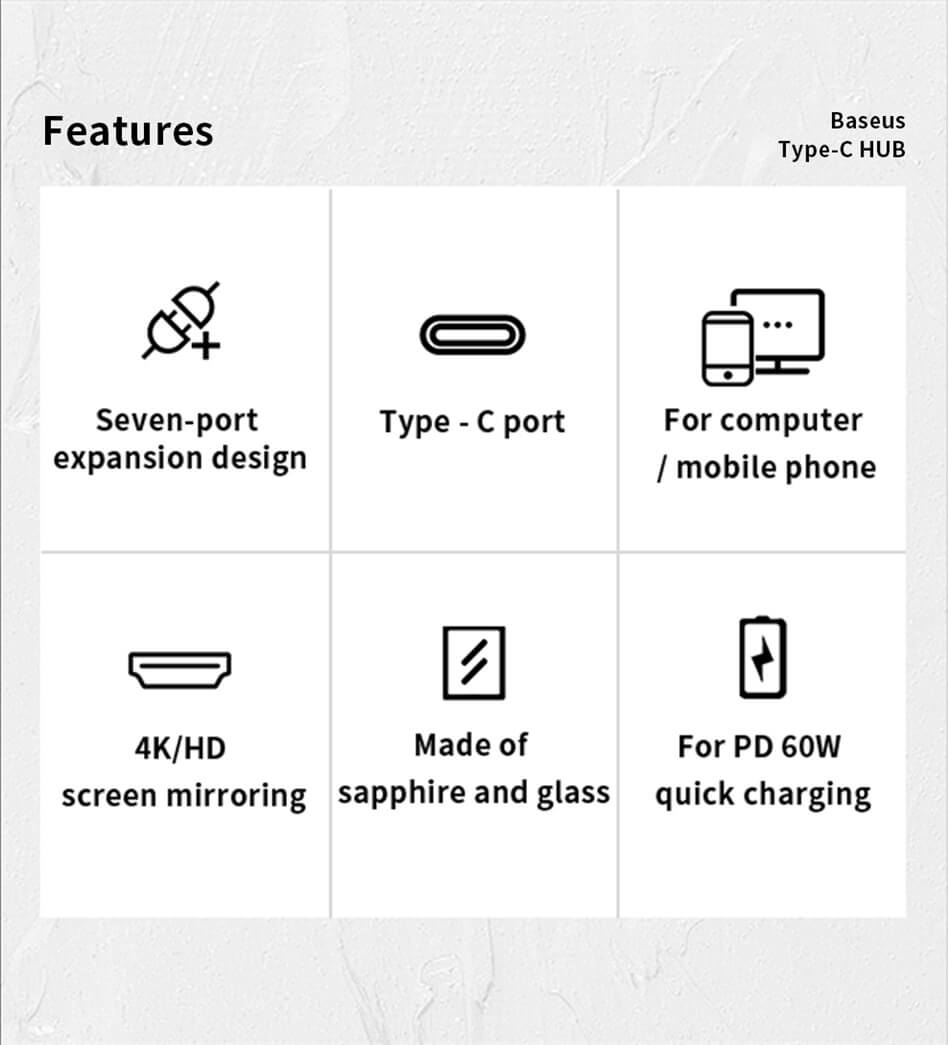 Features
Baseus
Type-C HUB
Seven-port
expansion design
Type - C port
For computer
/ mobile phone
4K/HD
screen mirroring
Made of
sapphire and glass
For PD 60W
quick charging